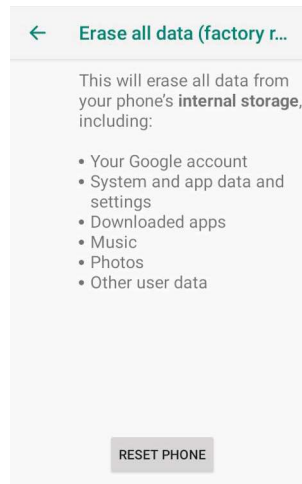 Erase all data (factory r...
This will erase all data from
your phone's internal storage,
including:
• Your Google account
• System and app data and
settings
• Downloaded apps
• Music
• Photos
• Other user data
RESET PHONE